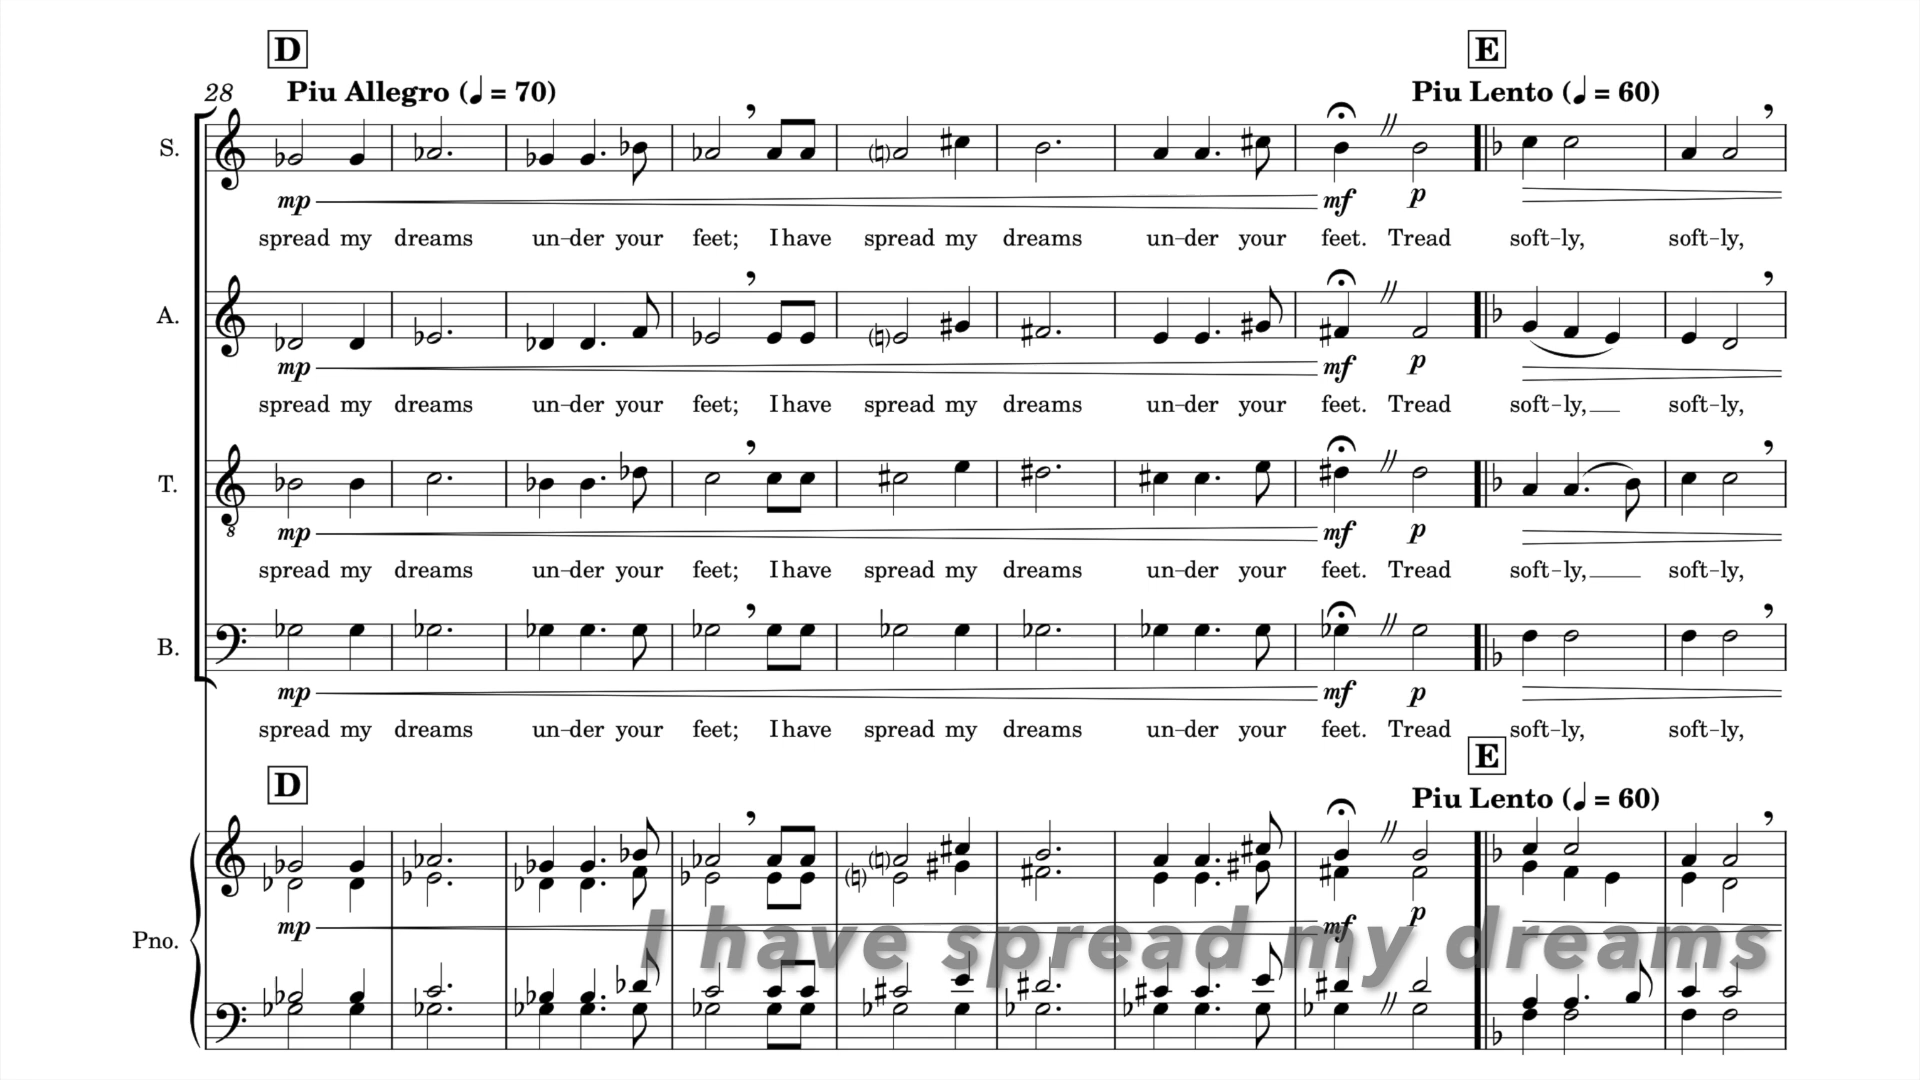 D E
28 Piu Allegro (♩ = 70) Piu Lento (♩ = 60)
S.
mp mf p
spread my dreams un-der your feet; I have spread my dreams un-der your feet. Tread soft-ly, soft-ly,
A.
mp mf p
spread my dreams un-der your feet; I have spread my dreams un-der your feet. Tread soft-ly, soft-ly,
T.
8
mp mf p
spread my dreams un-der your feet; I have spread my dreams un-der your feet. Tread soft-ly, soft-ly,
B.
mp mf p
spread my dreams un-der your feet; I have spread my dreams un-der your feet. Tread soft-ly, soft-ly,
D E
Piu Lento (♩ = 60)
Pno.
mp mf p
I have spread my dreams